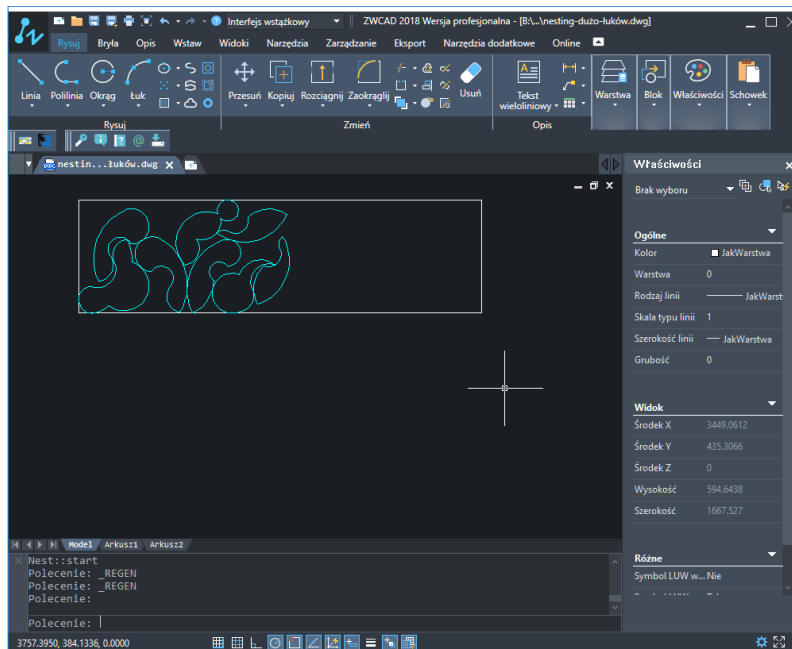 Interfejs wstążkowy ZWCAD 2018 Wersja profesjonalna - [B:\...\nesting-dużo-łuków.dwg]
Rysuj Bryła Opis Wstaw Widoki Narzędzia Zarządzanie Eksport Narzędzia dodatkowe Online
Linia Polilinia Okrąg Łuk Przesuń Kopiuj Rozciągnij Zaokrąglij Usuń Tekst wieloliniowy Warstwa Blok Właściwości Schowek
Rysuj Zmień Opis
nestin...łuków.dwg
Właściwości
Brak wyboru
Ogólne
Kolor JakWarstwa
Warstwa 0
Rodzaj linii JakWarst
Skala typu linii 1
Szerokość linii JakWarstwa
Grubość 0
Widok
Środek X 3449.0612
Środek Y 435.3066
Środek Z 0
Wysokość 594.6438
Szerokość 1667.527
Różne
Symbol LUW w... Nie
Model Arkusz1 Arkusz2
Nest::start
Polecenie: _REGEN
Polecenie: _REGEN
Polecenie:
Polecenie:
3757.3950, 384.1336, 0.0000